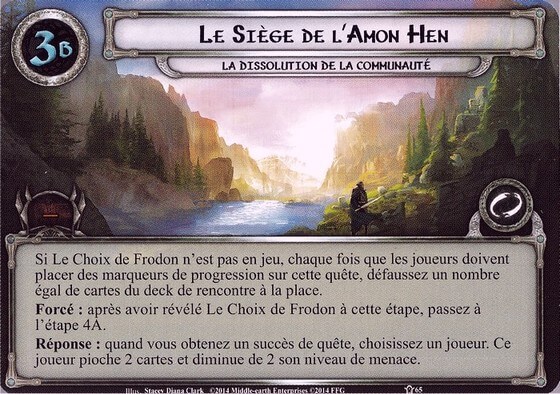 3B
LE SIÈGE DE L'AMON HEN
LA DISSOLUTION DE LA COMMUNAUTÉ
Si Le Choix de Frodon n'est pas en jeu, chaque fois que les joueurs doivent
placer des marqueurs de progression sur cette quête, défaussez un nombre
égal de cartes du deck de rencontre à la place.
Forcé : après avoir révélé Le Choix de Frodon à cette étape, passez à
l'étape 4A.
Réponse : quand vous obtenez un succès de quête, choisissez un joueur. Ce
joueur pioche 2 cartes et diminue de 2 son niveau de menace.
Illus. Stacey Diana Clark ©2014 Middle-earth Enterprises ©2014 FFG 65